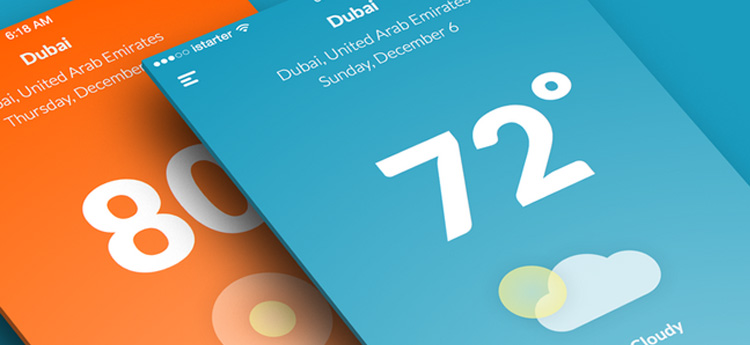 6:18 AM
Dubai
Dubai, United Arab Emirates
Thursday, December
80
istarter
Dubai
Dubai, United Arab Emirates
Sunday, December 6
72°
Cloudy